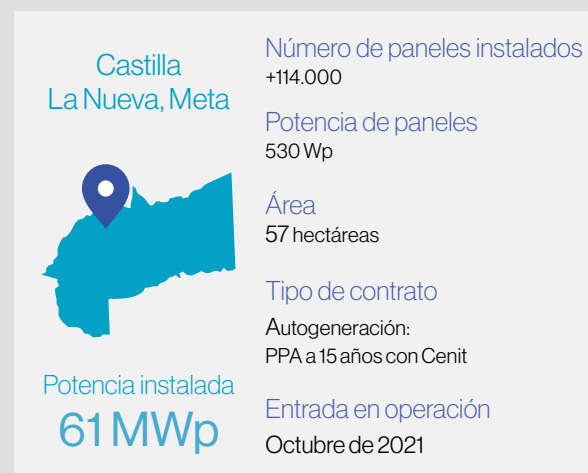 Castilla
La Nueva, Meta
Potencia instalada
61 MWp
Número de paneles instalados
+114.000
Potencia de paneles
530 Wp
Área
57 hectáreas
Tipo de contrato
Autogeneración:
PPA a 15 años con Cenit
Entrada en operación
Octubre de 2021